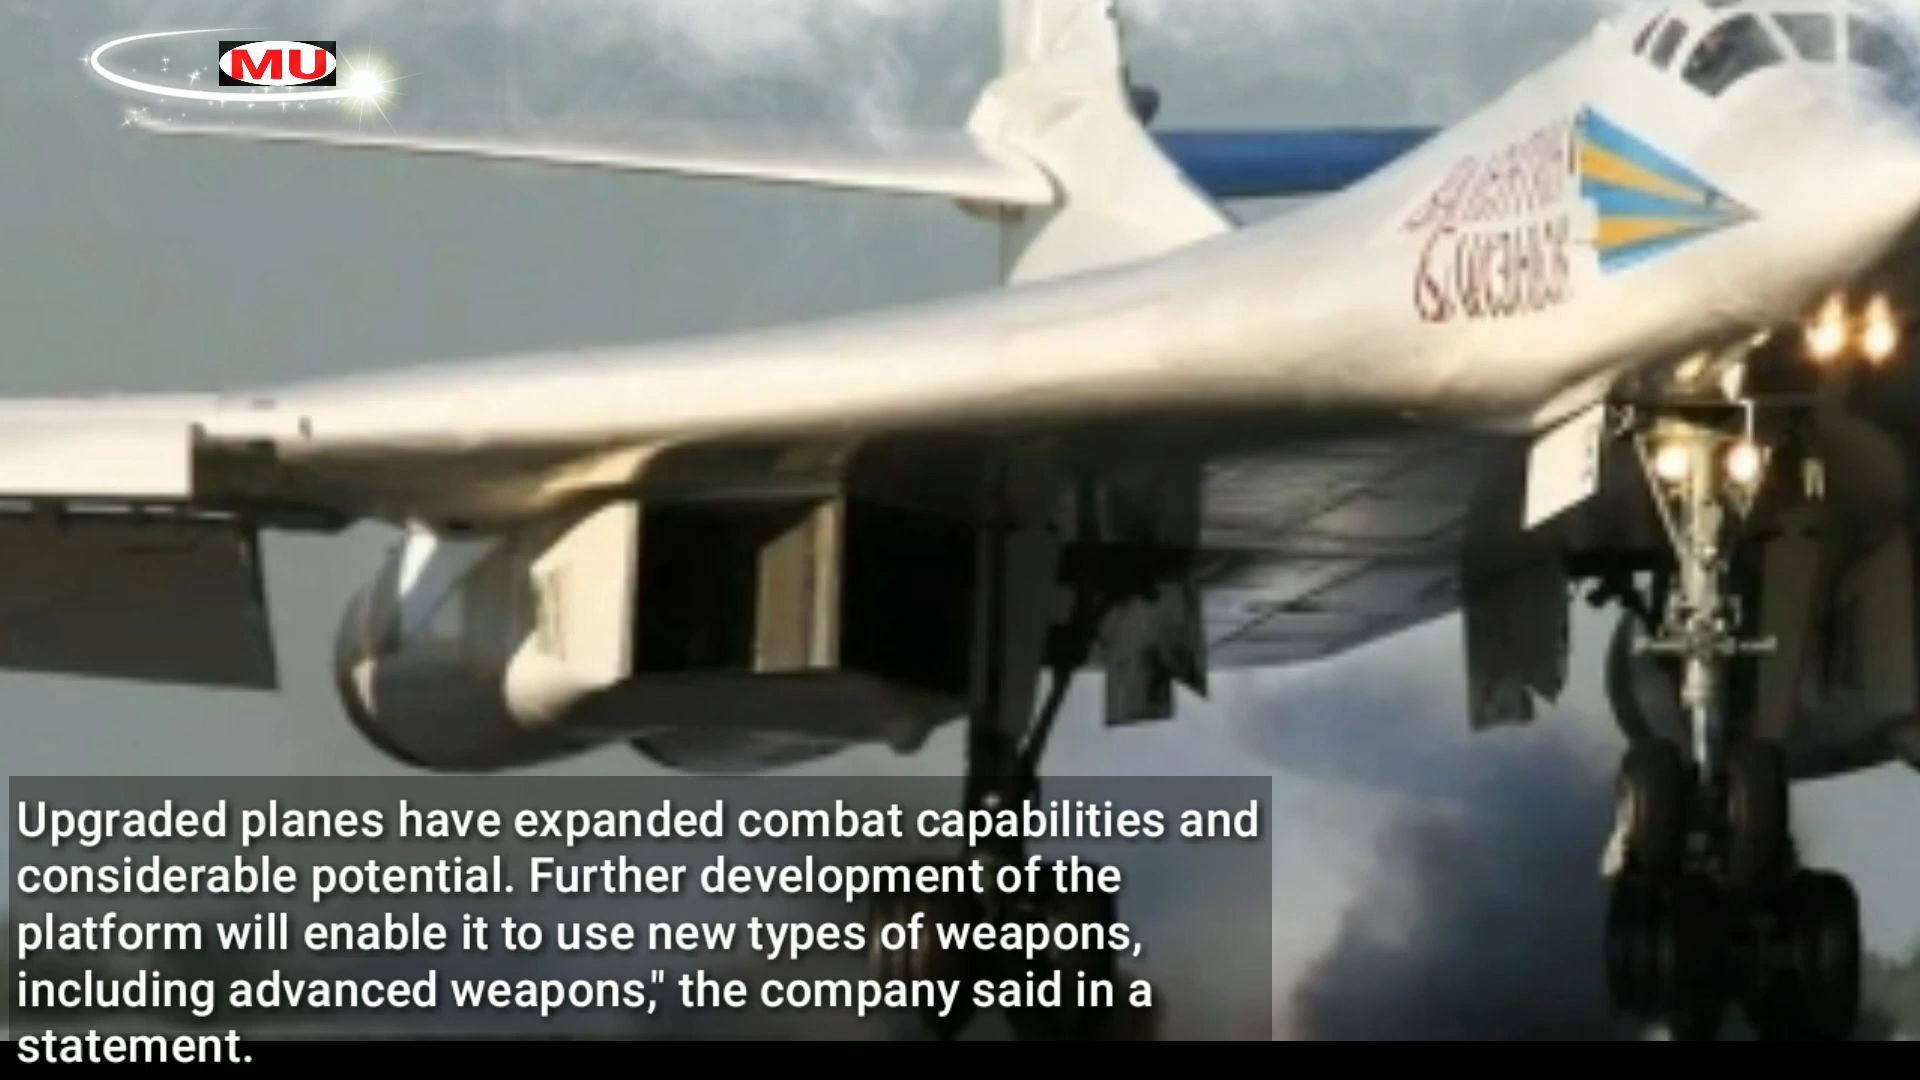 MU
Upgraded planes have expanded combat capabilities and
considerable potential. Further development of the
platform will enable it to use new types of weapons,
including advanced weapons," the company said in a
statement.